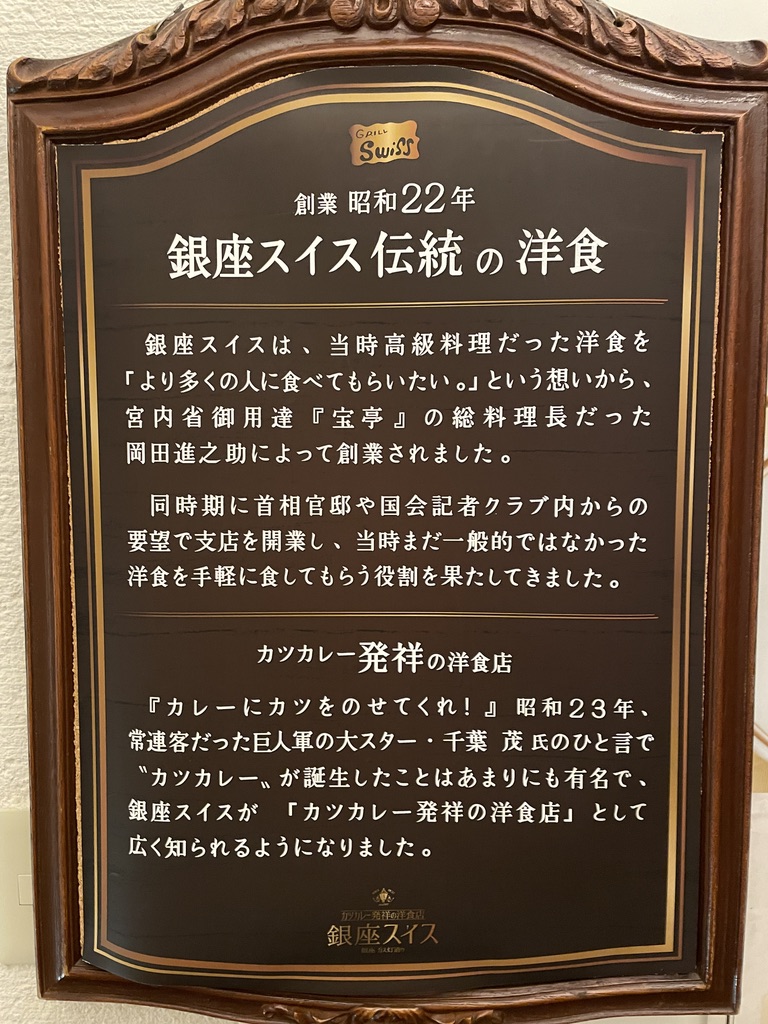 GRILL
Swiss
創業 昭和22年
銀座スイス伝統の洋食
銀座スイスは、当時高級料理だった洋食を
「より多くの人に食べてもらいたい。」という想いから、
宮内省御用達『宝亭』の総料理長だった
岡田進之助によって創業されました。
同時期に首相官邸や国会記者クラブ内からの
要望で支店を開業し、当時まだ一般的ではなかった
洋食を手軽に食してもらう役割を果たしてきました。
カツカレー発祥の洋食店
『カレーにカツをのせてくれ！』昭和23年、
常連客だった巨人軍の大スター・千葉 茂氏のひと言で
〝カツカレー〟が誕生したことはあまりにも有名で、
銀座スイスが「カツカレー発祥の洋食店」として
広く知られるようになりました。
カツカレー発祥の洋食店
銀座スイス